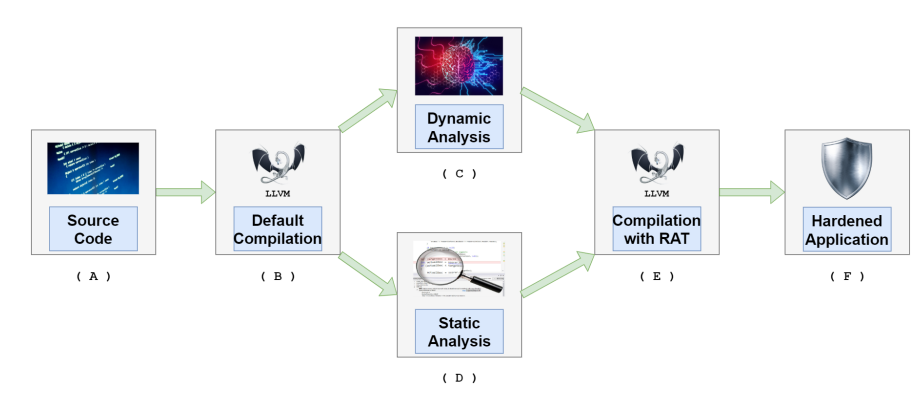 Source
Code
( A )
LLVM
Default
Compilation
( B )
Dynamic
Analysis
( C )
Static
Analysis
( D )
LLVM
Compilation
with RAT
( E )
Hardened
Application
( F )